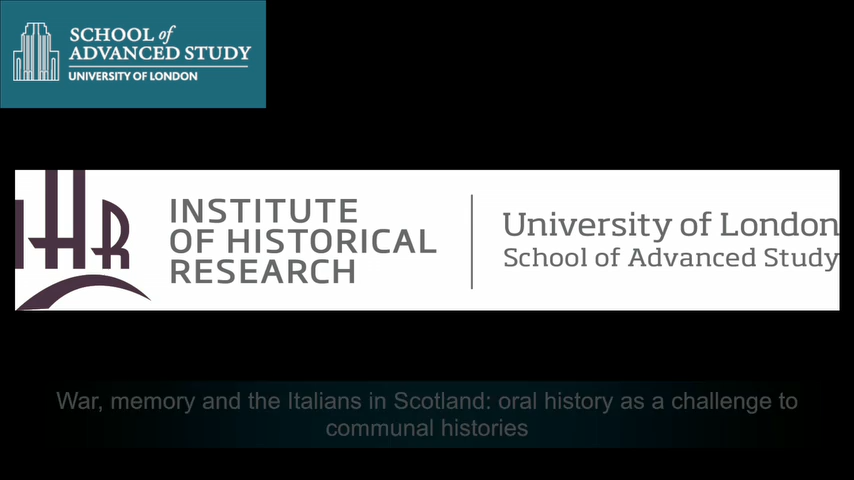 SCHOOL of
ADVANCED STUDY
UNIVERSITY OF LONDON
IHR
INSTITUTE
OF HISTORICAL
RESEARCH
University of London
School of Advanced Study
War, memory and the Italians in Scotland: oral history as a challenge to
communal histories